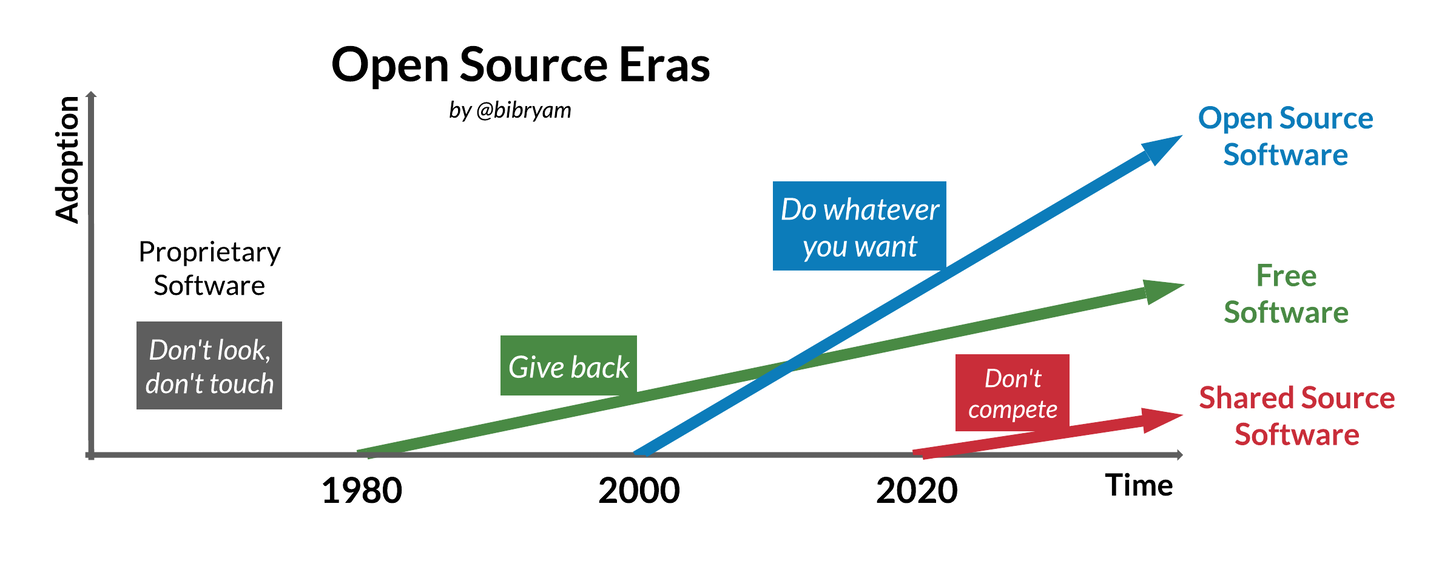 Open Source Eras
by @bibryam
Adoption
Proprietary
Software
Don't look,
don't touch
Give back
Do whatever
you want
Don't
compete
Open Source
Software
Free
Software
Shared Source
Software
1980
2000
2020
Time